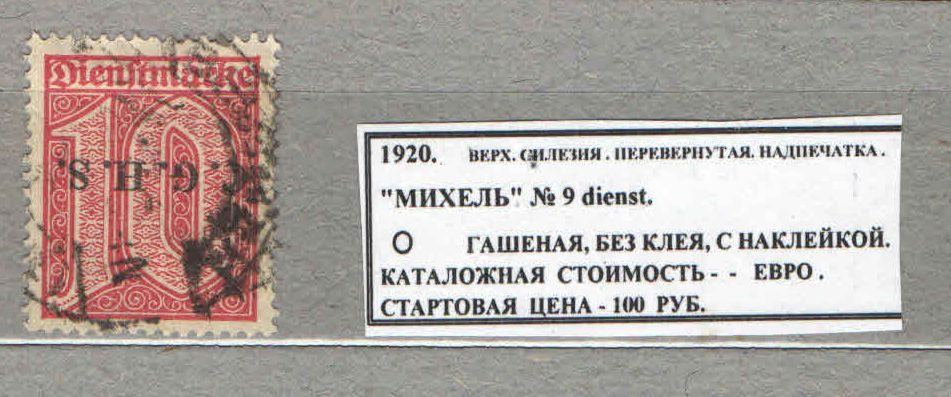 Dienstmarke
10
C. G. H. S.
1920. ВЕРХ. СИЛЕЗИЯ. ПЕРЕВЕРНУТАЯ. НАДПЕЧАТКА.
"МИХЕЛЬ" № 9 dienst.
О ГАШЕНАЯ, БЕЗ КЛЕЯ, С НАКЛЕЙКОЙ.
КАТАЛОЖНАЯ СТОИМОСТЬ - - ЕВРО.
СТАРТОВАЯ ЦЕНА - 100 РУБ.